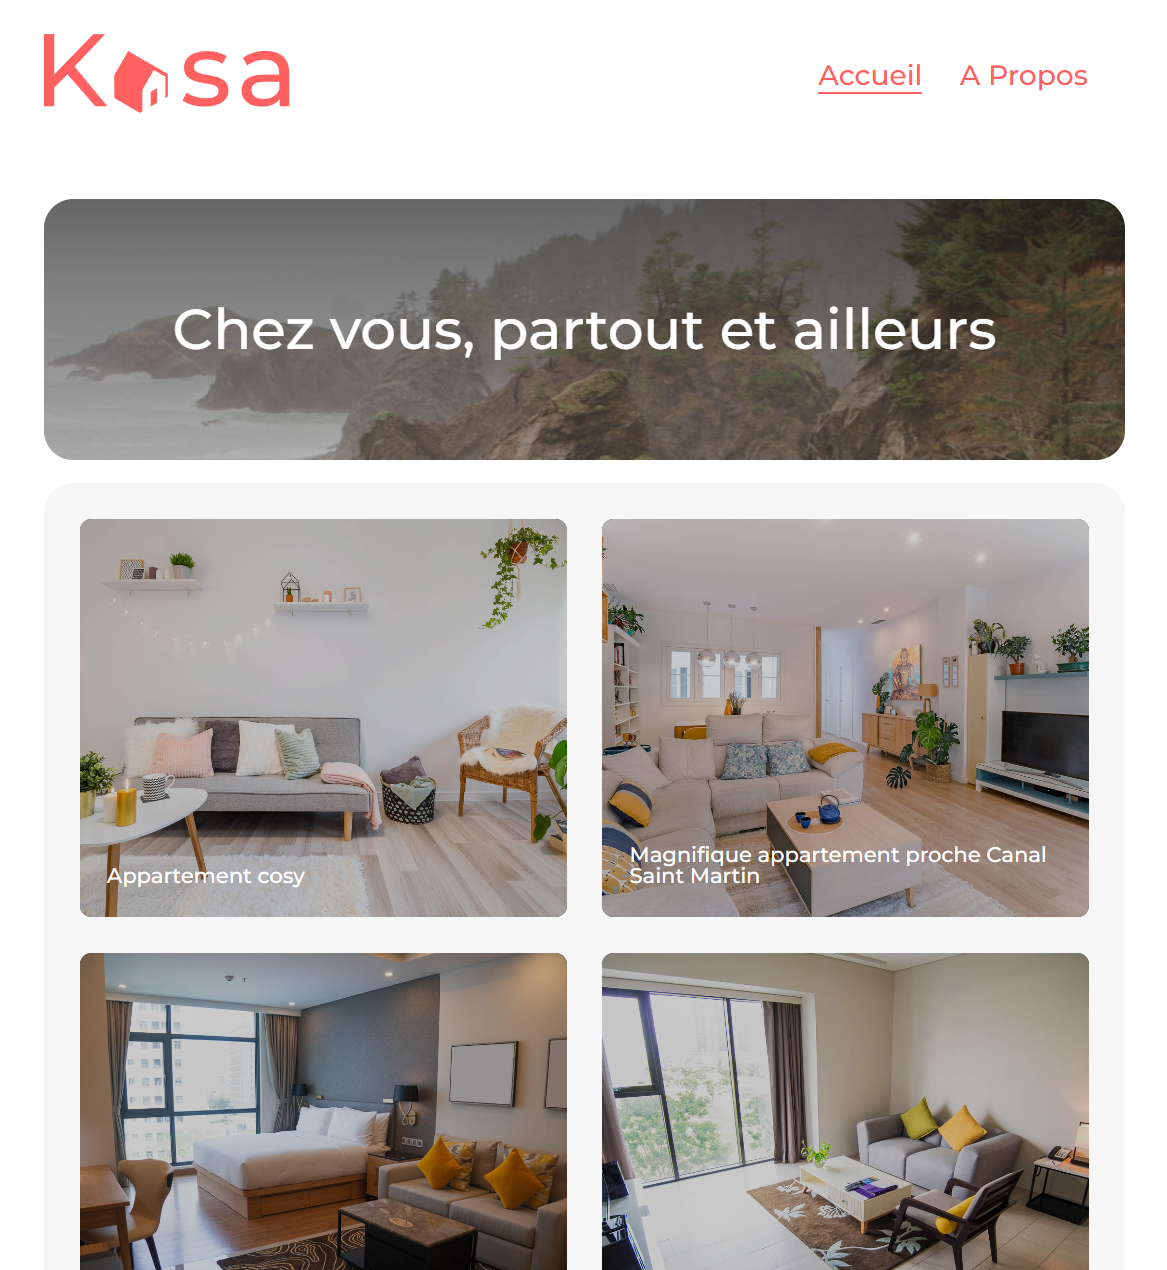 Kasa
Accueil A Propos
Chez vous, partout et ailleurs
Appartement cosy
Magnifique appartement proche Canal
Saint Martin